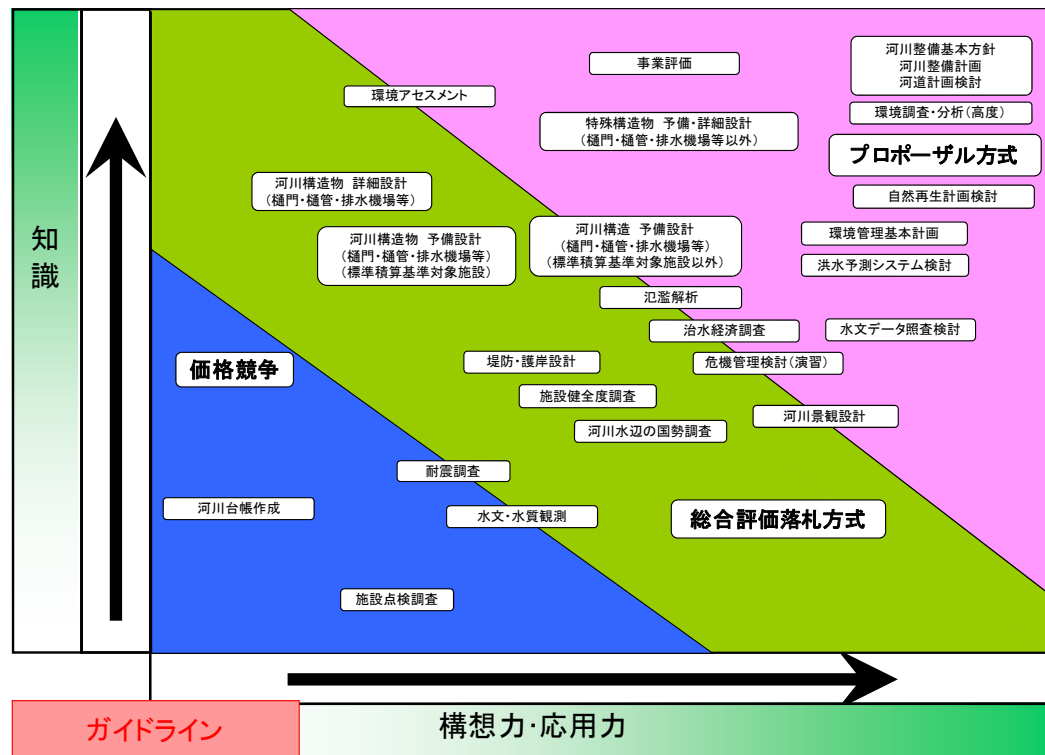 河川整備基本方針
河川整備計画
河道計画検討
事業評価
環境アセスメント
環境調査・分析(高度)
特殊構造物 予備・詳細設計
(樋門・樋管・排水機場等以外)
プロポーザル方式
河川構造物 詳細設計
(樋門・樋管・排水機場等)
自然再生計画検討
河川構造物 予備設計
(樋門・樋管・排水機場等)
(標準積算基準対象施設)
河川構造 予備設計
(樋門・樋管・排水機場等)
(標準積算基準対象施設以外)
環境管理基本計画
知識
洪水予測システム検討
氾濫解析
治水経済調査
水文データ照査検討
価格競争
堤防・護岸設計
危機管理検討(演習)
施設健全度調査
河川景観設計
河川水辺の国勢調査
耐震調査
河川台帳作成
水文・水質観測
総合評価落札方式
施設点検調査
ガイドライン
構想力・応用力